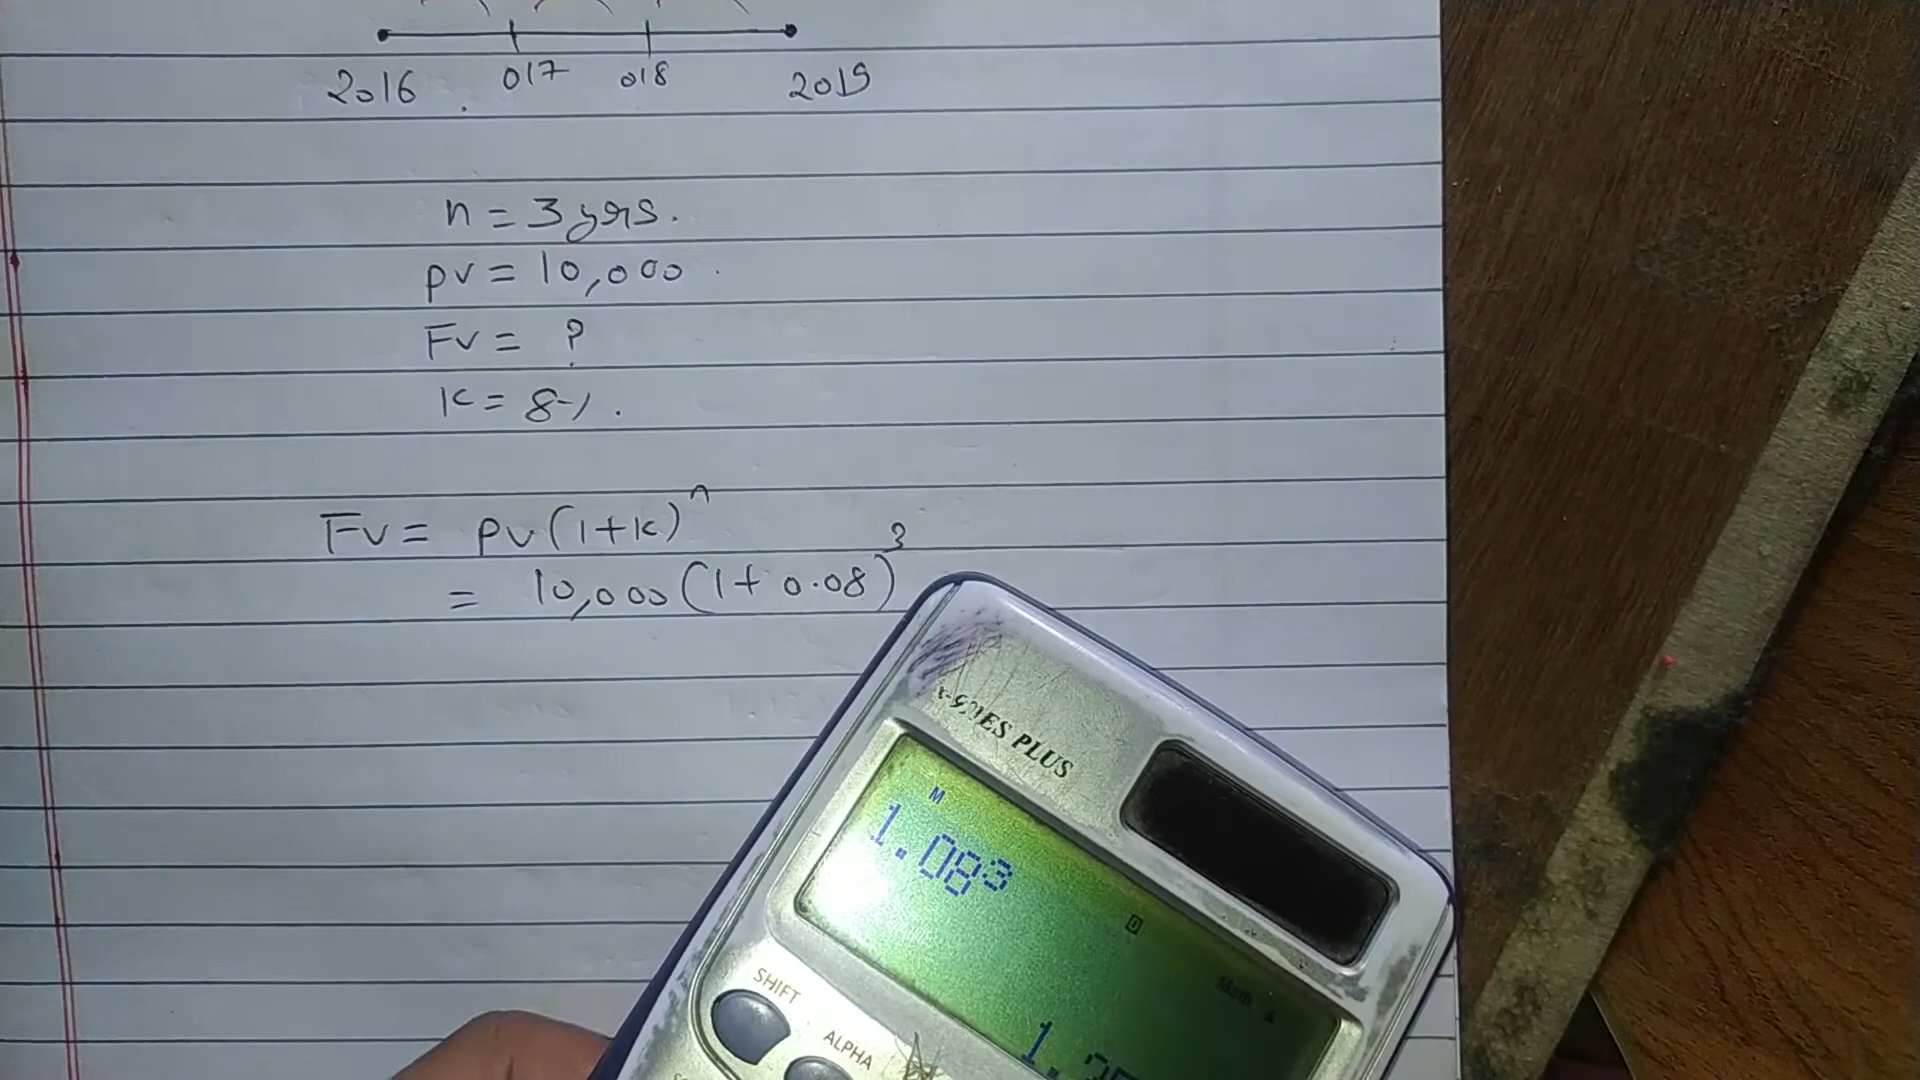 2016 . 017 018 2019
n = 3 yrs.
PV = 10,000 .
FV = ?
K = 8% .
FV = PV(1+K)^n
= 10,000 (1+ 0.08)^3
ES PLUS
M
1.08³
D
Math ▲
SHIFT
ALPHA